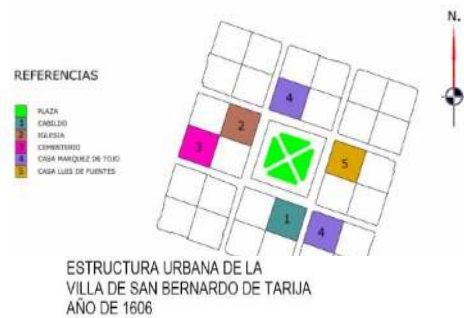 N.
REFERENCIAS
PLAZA
1 CABILDO
2 IGLESIA
3 CEMENTERIO
4 CASA MARQUEZ DE TOJO
5 CASA LUIS DE FUENTES
4
2
3
5
1
4
ESTRUCTURA URBANA DE LA
VILLA DE SAN BERNARDO DE TARIJA
AÑO DE 1606